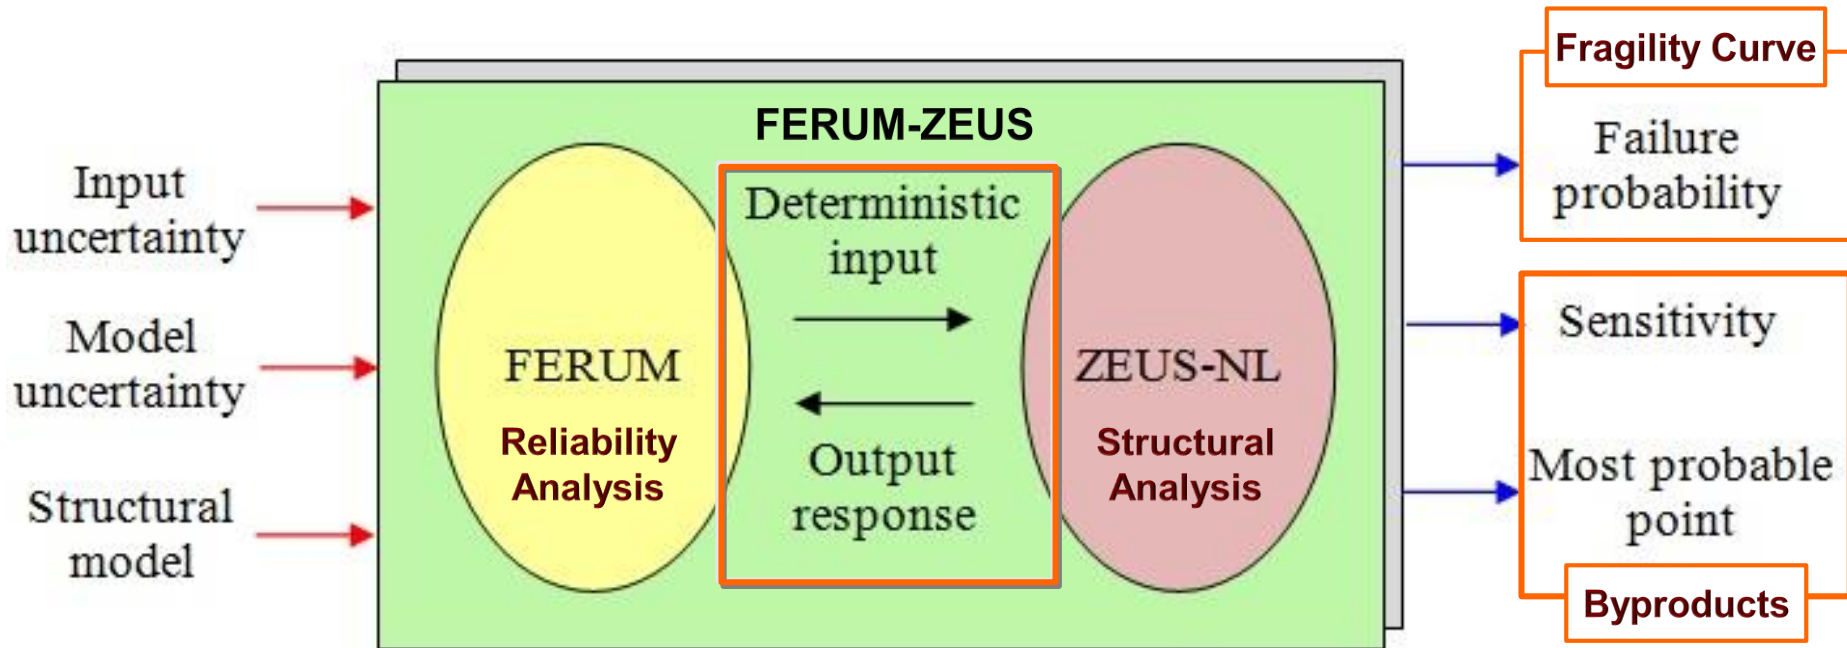 FERUM-ZEUS
Input
uncertainty
Model
uncertainty
Structural
model
FERUM
Reliability
Analysis
Deterministic
input
Output
response
ZEUS-NL
Structural
Analysis
Fragility Curve
Failure
probability
Sensitivity
Most probable
point
Byproducts